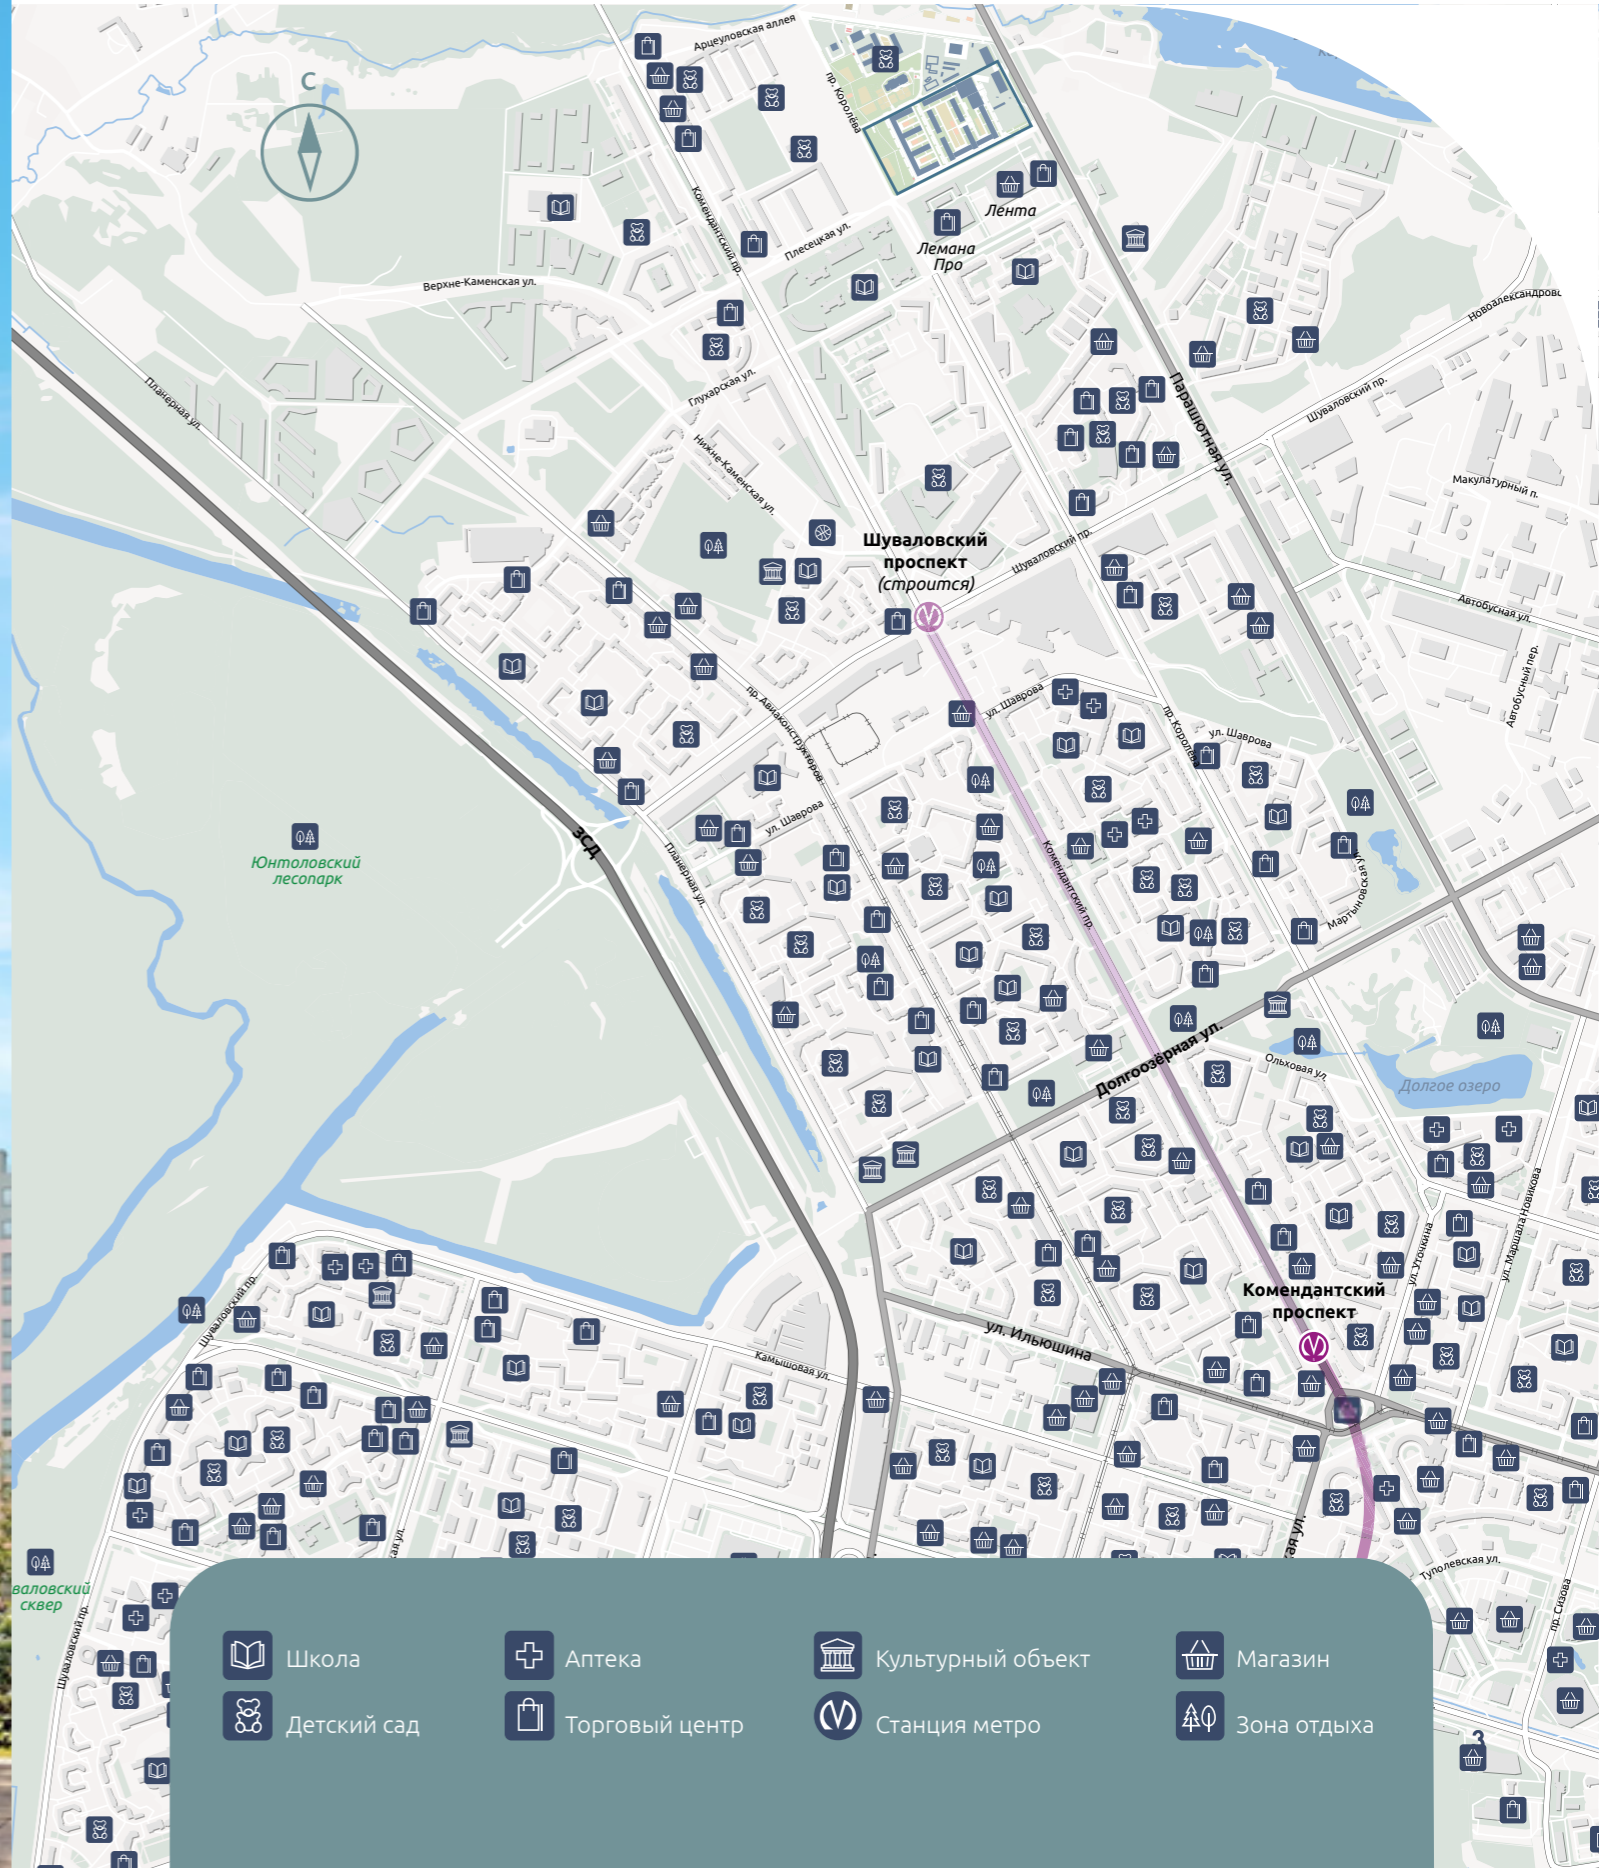 Арцеуловская аллея
пр. Королёва
С
Лента
Лемана
Про
Комендантский пр.
Плесецкая ул.
Верхне-Каменская ул.
Глухарская ул.
Планерная ул.
Нижне-Каменская ул.
Парашютная ул.
Шуваловский пр.
Макулатурный п.
Шуваловский
проспект
(строится)
Шуваловский пр.
Автобусная ул.
Автобусный пер.
пр. Авиаконструкторов
ул. Шаврова
пр. Королёва
ул. Шаврова
ул. Шаврова
Юнтоловский
лесопарк
ЗСД
Планерная ул.
Комендантский пр.
Мартыновская ул.
Долгоозёрная ул.
Ольховая ул.
Долгое озеро
ул. Уточкина
ул. Маршала Новикова
Шуваловский пр.
Комендантский
проспект
ул. Ильюшина
Камышовая ул.
Туполевская ул.
пр. Сизова
валовский
сквер
Шуваловский пр.
Школа
Аптека
Культурный объект
Магазин
Детский сад
Торговый центр
Станция метро
Зона отдыха
3